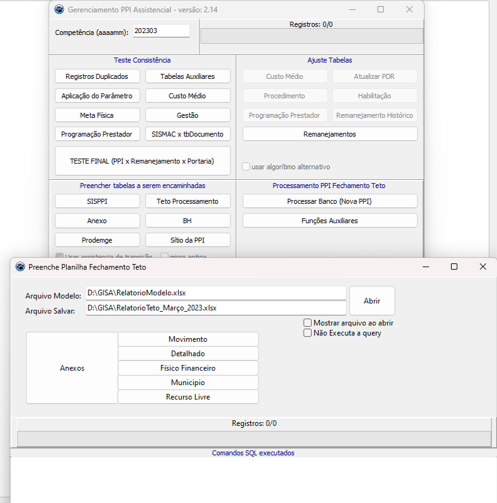 Gerenciamento PPI Assistencial - versão: 2.14
Competência (aaaamm): 202303
Registros: 0/0
Teste Consistência
Registros Duplicados Tabelas Auxiliares
Aplicação do Parâmetro Custo Médio
Meta Física Gestão
Programação Prestador SISMAC x tbDocumento
TESTE FINAL (PPI x Remanejamento x Portaria)
Ajuste Tabelas
Custo Médio Atualizar PDR
Procedimento Habilitação
Programação Prestador Remanejamento Histórico
Remanejamentos
usar algorítimo alternativo
Preencher tabelas a serem encaminhadas
SISPPI Teto Processamento
Anexo BH
Prodemge Sítio da PPI
Processamento PPI Fechamento Teto
Processar Banco (Nova PPI)
Funções Auxiliares
Preenche Planilha Fechamento Teto
Arquivo Modelo: D:\GISA\RelatorioModelo.xlsx
Arquivo Salvar: D:\GISA\RelatorioTeto_Março_2023.xlsx
Abrir
Mostrar arquivo ao abrir
Não Executa a query
Anexos
Movimento
Detalhado
Físico Financeiro
Municipio
Recurso Livre
Registros: 0/0
Comandos SQL executados